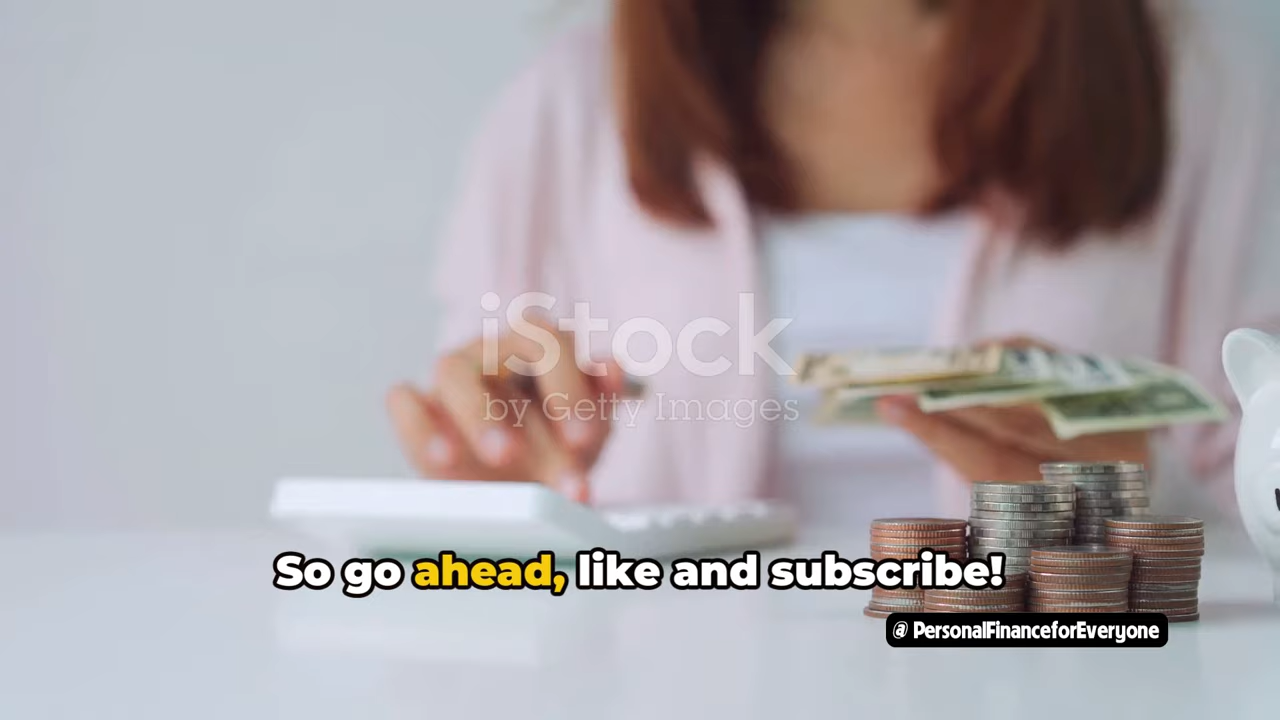 iStock
by Getty Images
So go ahead, like and subscribe!
@ PersonalFinanceforEveryone